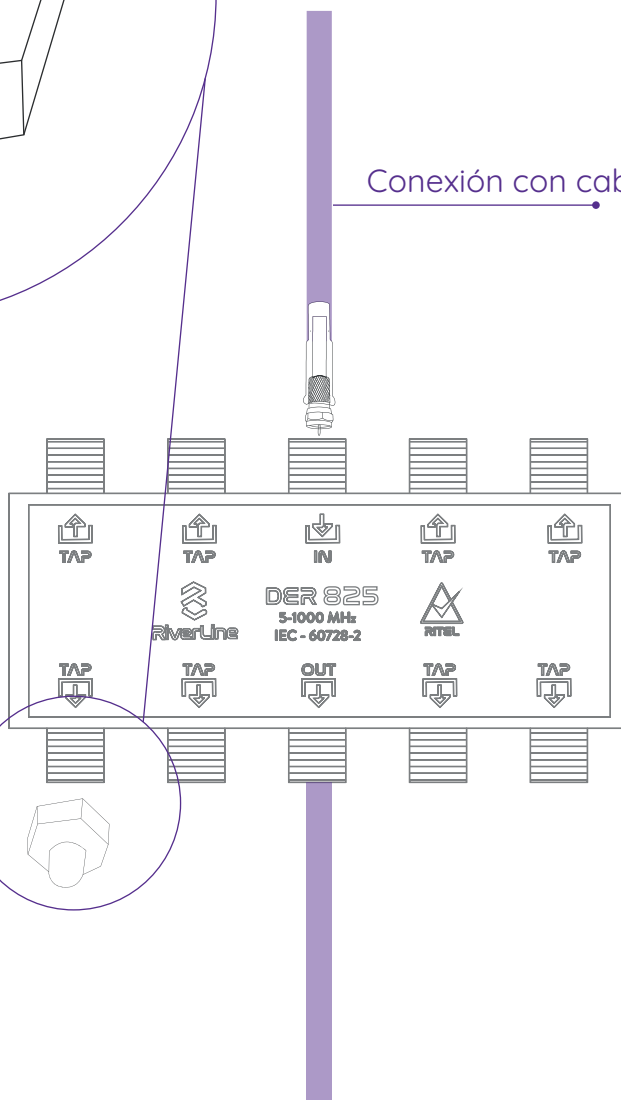 Conexión con cab
TAP TAP IN TAP TAP
DER 825
5-1000 MHz
IEC - 60728-2
RiverLine
RITEL
TAP TAP OUT TAP TAP